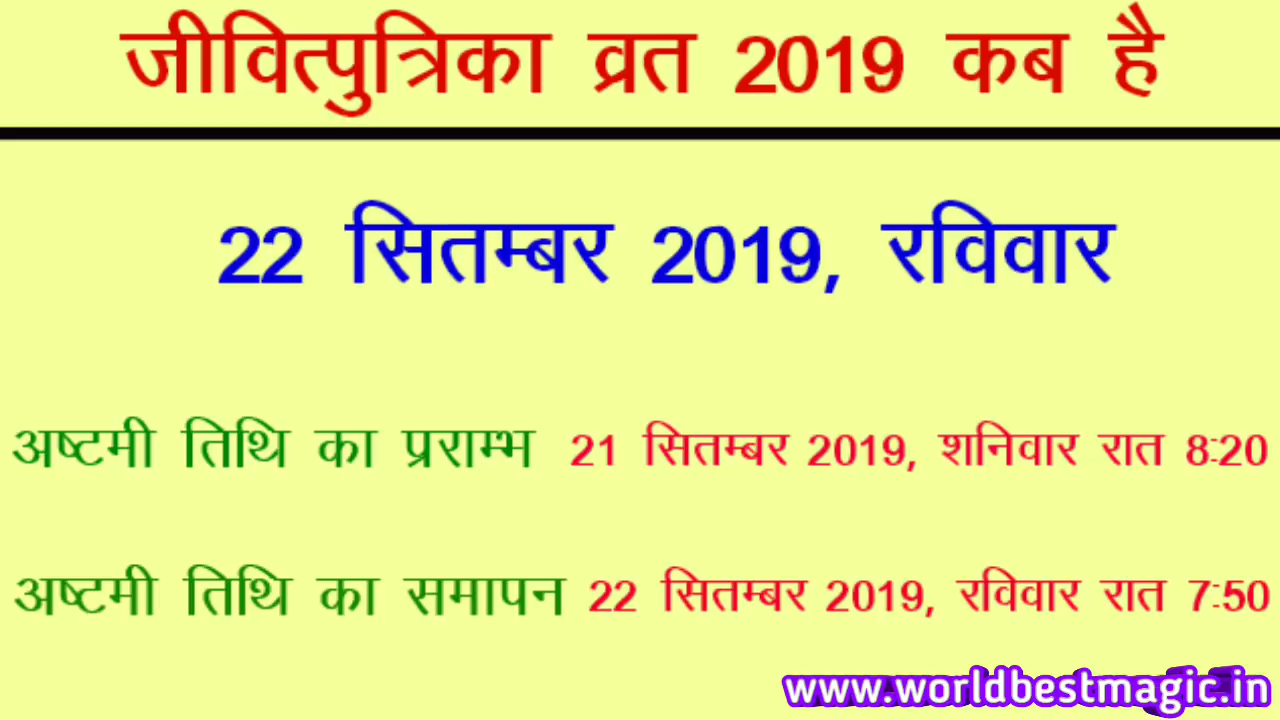 जीवित्पुत्रिका व्रत 2019 कब है
22 सितम्बर 2019, रविवार
अष्टमी तिथि का प्रराम्भ 21 सितम्बर 2019, शनिवार रात 8:20
अष्टमी तिथि का समापन 22 सितम्बर 2019, रविवार रात 7:50
www.worldbestmagic.in